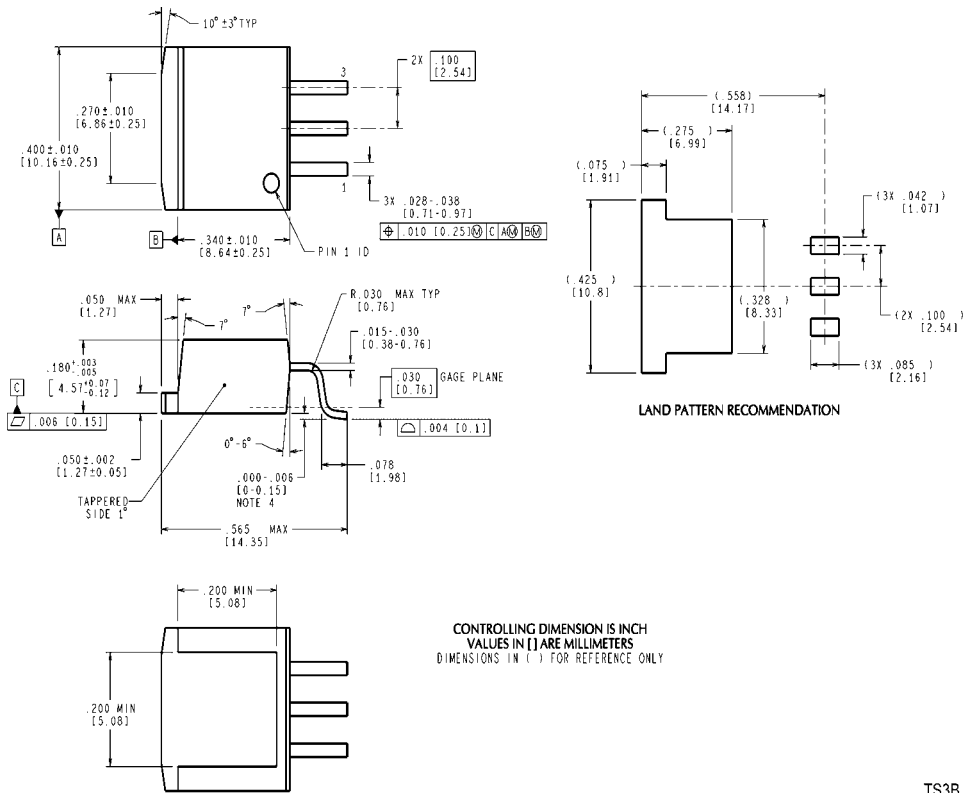 10° ±3° TYP
2X .100
[2.54]
3
.270±.010
[6.86±0.25]
.400±.010
[10.16±0.25]
1
3X .028-.038
[0.71-0.97]
⌖ .010 [0.25]Ⓜ C AⓂ BⓂ
A
B
.340±.010
[8.64±0.25]
PIN 1 ID
(.558)
[14.17]
(.275 )
[6.99]
(.075 )
[1.91]
(3X .042 )
[1.07]
(.425 )
[10.8]
(.328 )
[8.33]
(2X .100 )
[2.54]
(3X .085 )
[2.16]
LAND PATTERN RECOMMENDATION
.050 MAX
[1.27]
7°
7°
R.030 MAX TYP
[0.76]
.015-.030
[0.38-0.76]
.180+.003-.005
[4.57+0.07-0.12]
.030
[0.76]
GAGE PLANE
C
⏥ .006 [0.15]
⌓ .004 [0.1]
0°-6°
.050±.002
[1.27±0.05]
.000-.006
[0-0.15]
NOTE 4
.078
[1.98]
TAPPERED
SIDE 1°
.565 MAX
[14.35]
.200 MIN
[5.08]
.200 MIN
[5.08]
CONTROLLING DIMENSION IS INCH
VALUES IN [ ] ARE MILLIMETERS
DIMENSIONS IN ( ) FOR REFERENCE ONLY
TS3B